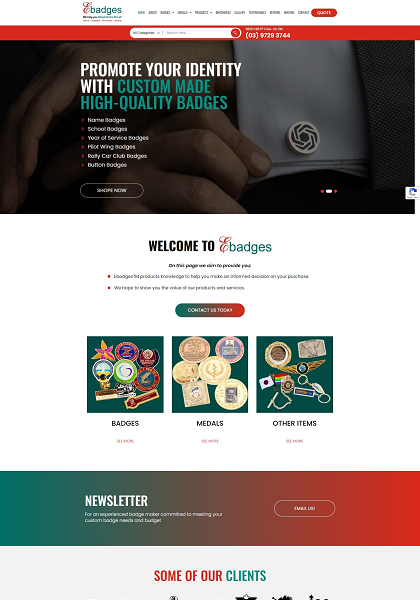 Ebadges
HOME ABOUT BADGES MEDALS PRODUCTS BROCHURES GALLERY TESTIMONIALS KEYRING WRITING CONTACT QUOTE
All Categories Search Here..
(03) 9729 3744
PROMOTE YOUR IDENTITY
WITH CUSTOM MADE
HIGH-QUALITY BADGES
Name Badges
School Badges
Year of Service Badges
Pilot Wing Badges
Rally Car Club Badges
Button Badges
SHOPE NOW
WELCOME TO Ebadges
On this page we aim to provide you:
EbadgesTM products knowledge to help you make an informed decision on your purchase.
We hope to show you the value of our products and services.
CONTACT US TODAY
BADGES MEDALS OTHER ITEMS
SEE MORE SEE MORE SEE MORE
NEWSLETTER
For an experienced badge maker committed to meeting your
custom badge needs and budget
EMAIL US!
SOME OF OUR CLIENTS